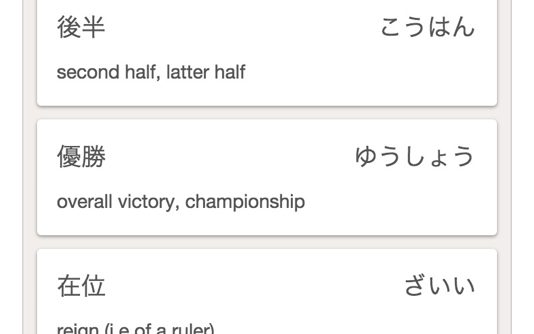 後半 こうはん
second half, latter half
優勝 ゆうしょう
overall victory, championship
在位 ざいい
reign (i.e of a ruler)